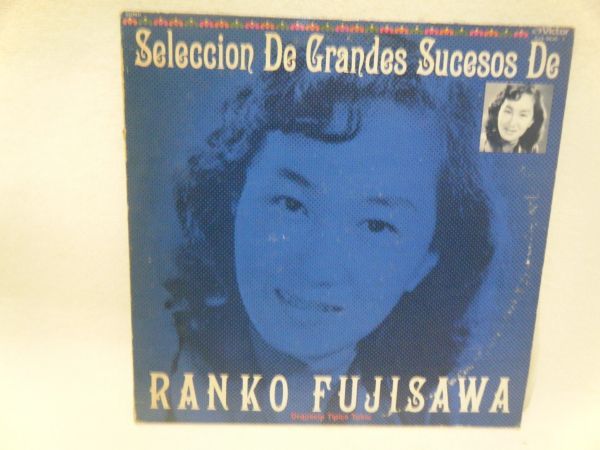 Victor
Seleccion De Grandes Sucesos De
RANKO FUJISAWA
Orquesta Tipica Tokio